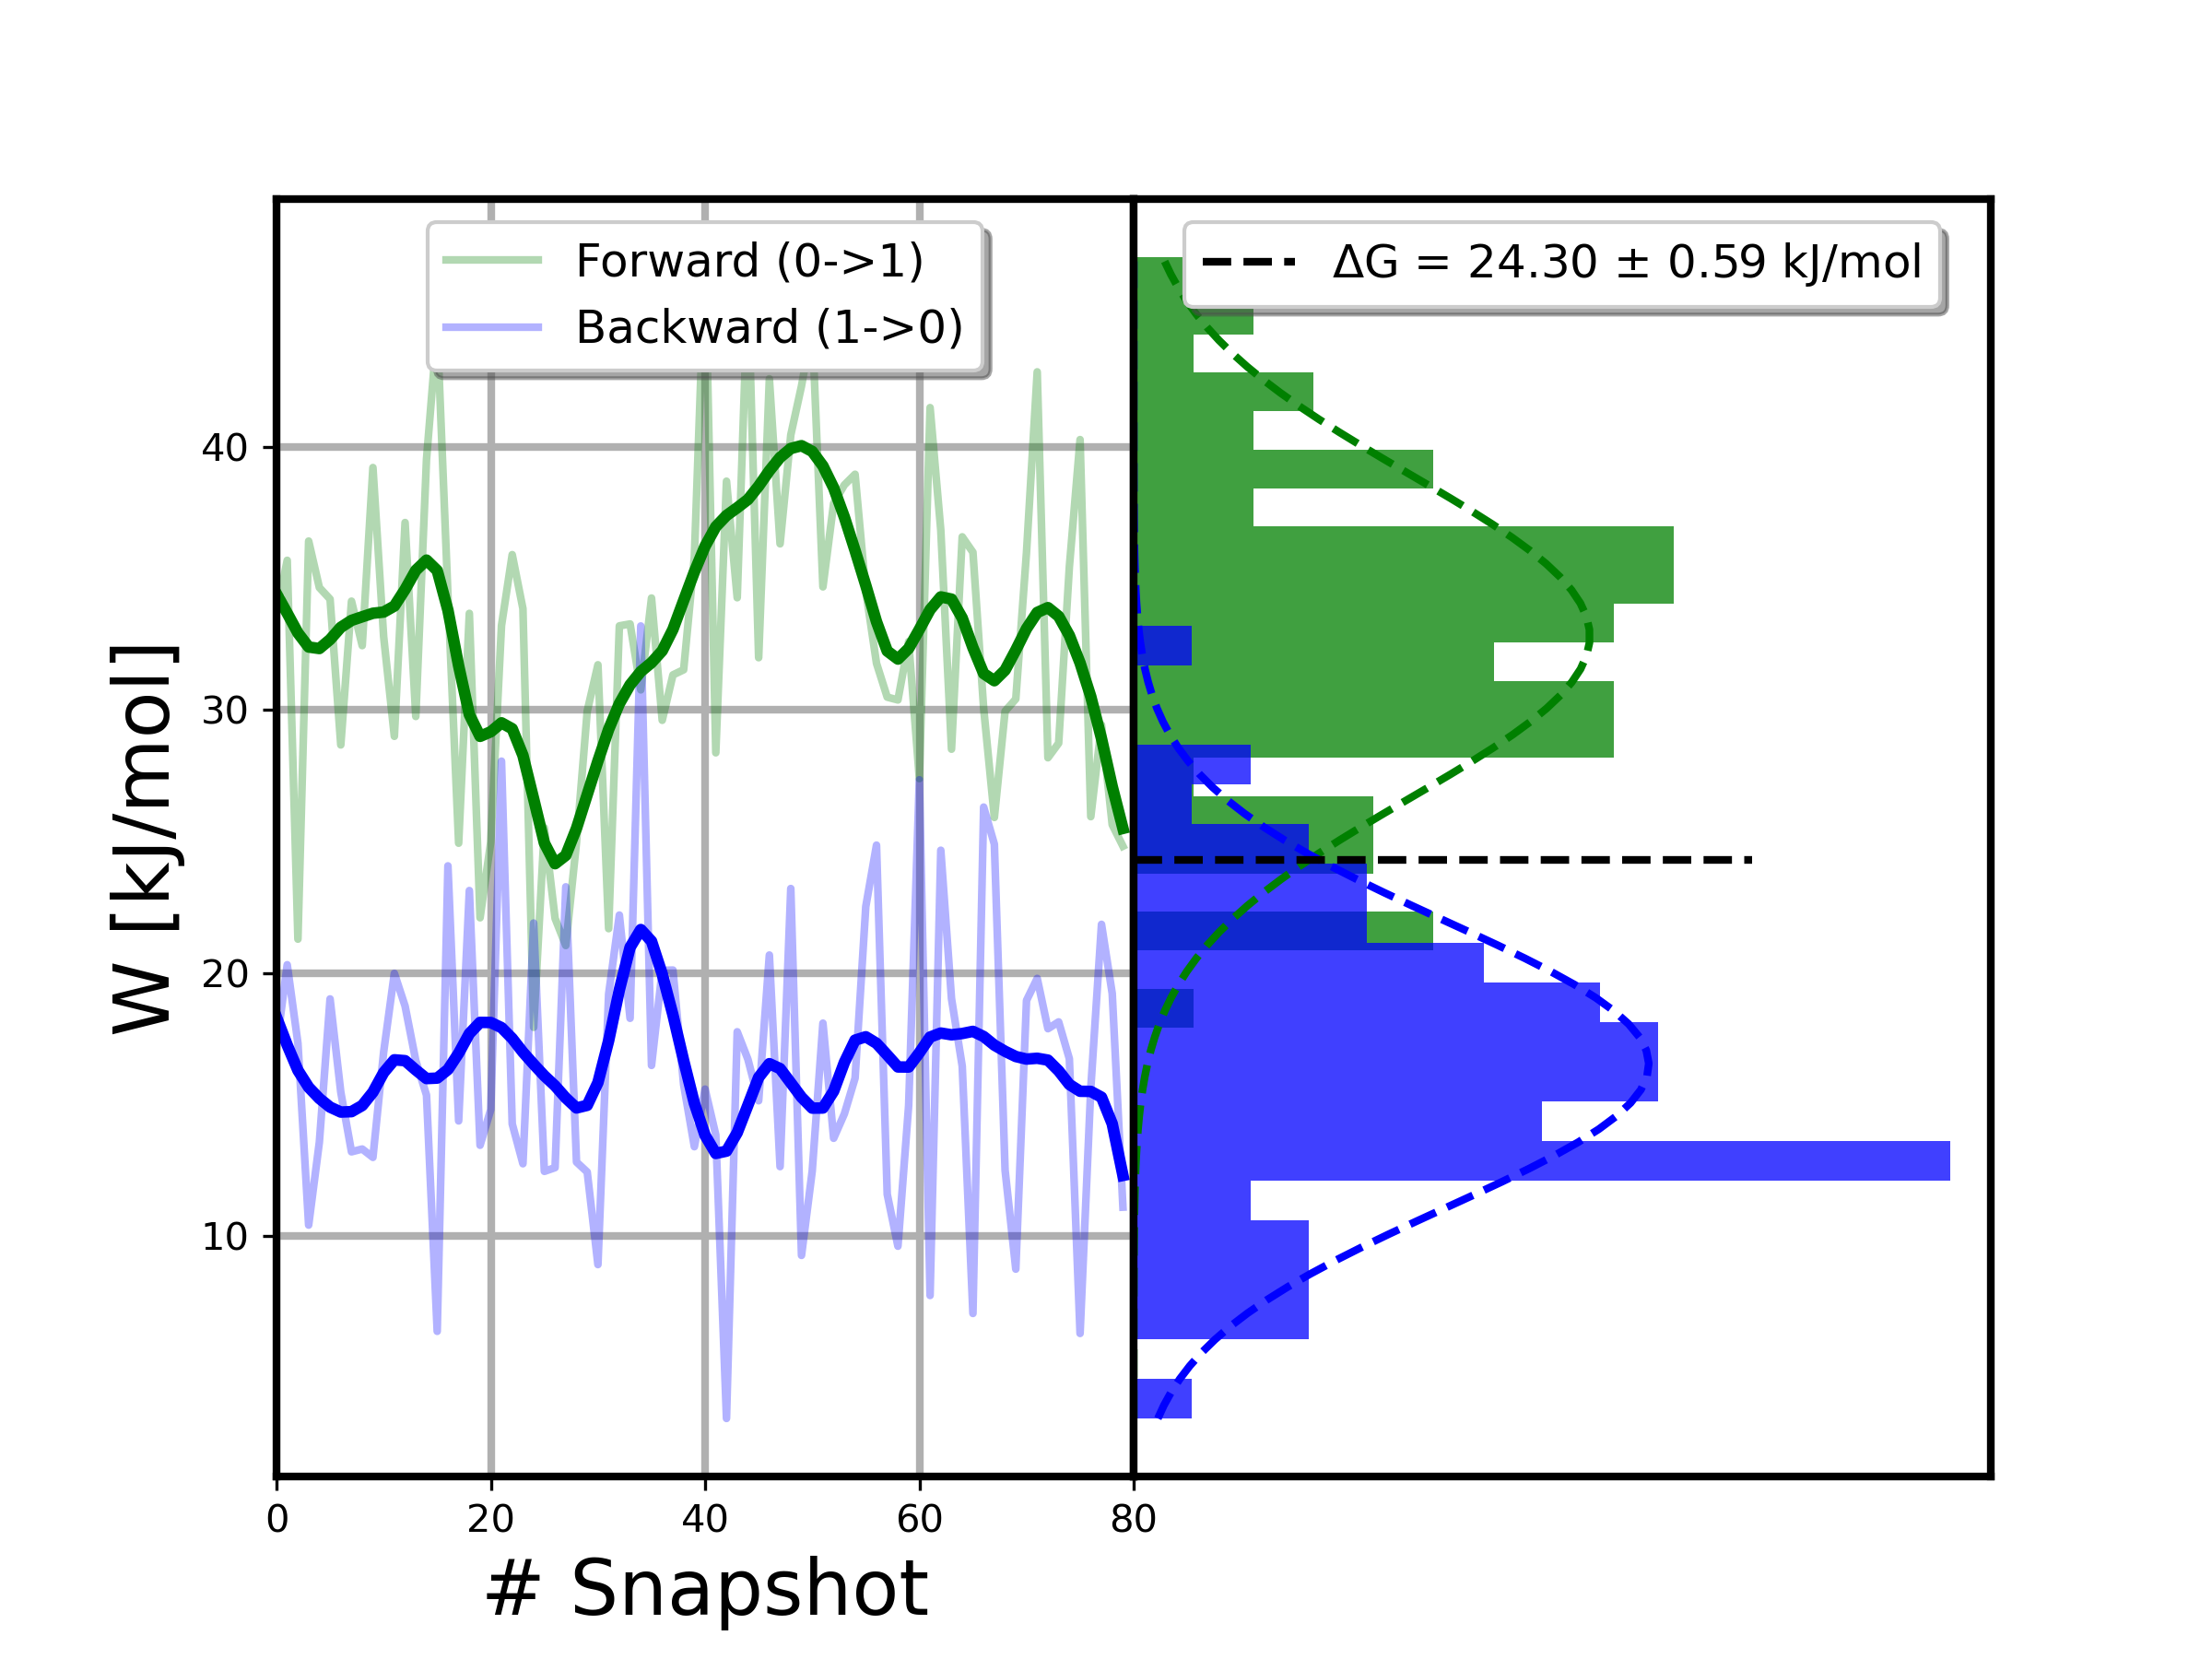 Forward (0->1)
Backward (1->0)
ΔG = 24.30 ± 0.59 kJ/mol
W [kJ/mol]
40
30
20
10
0
20
40
60
80
# Snapshot